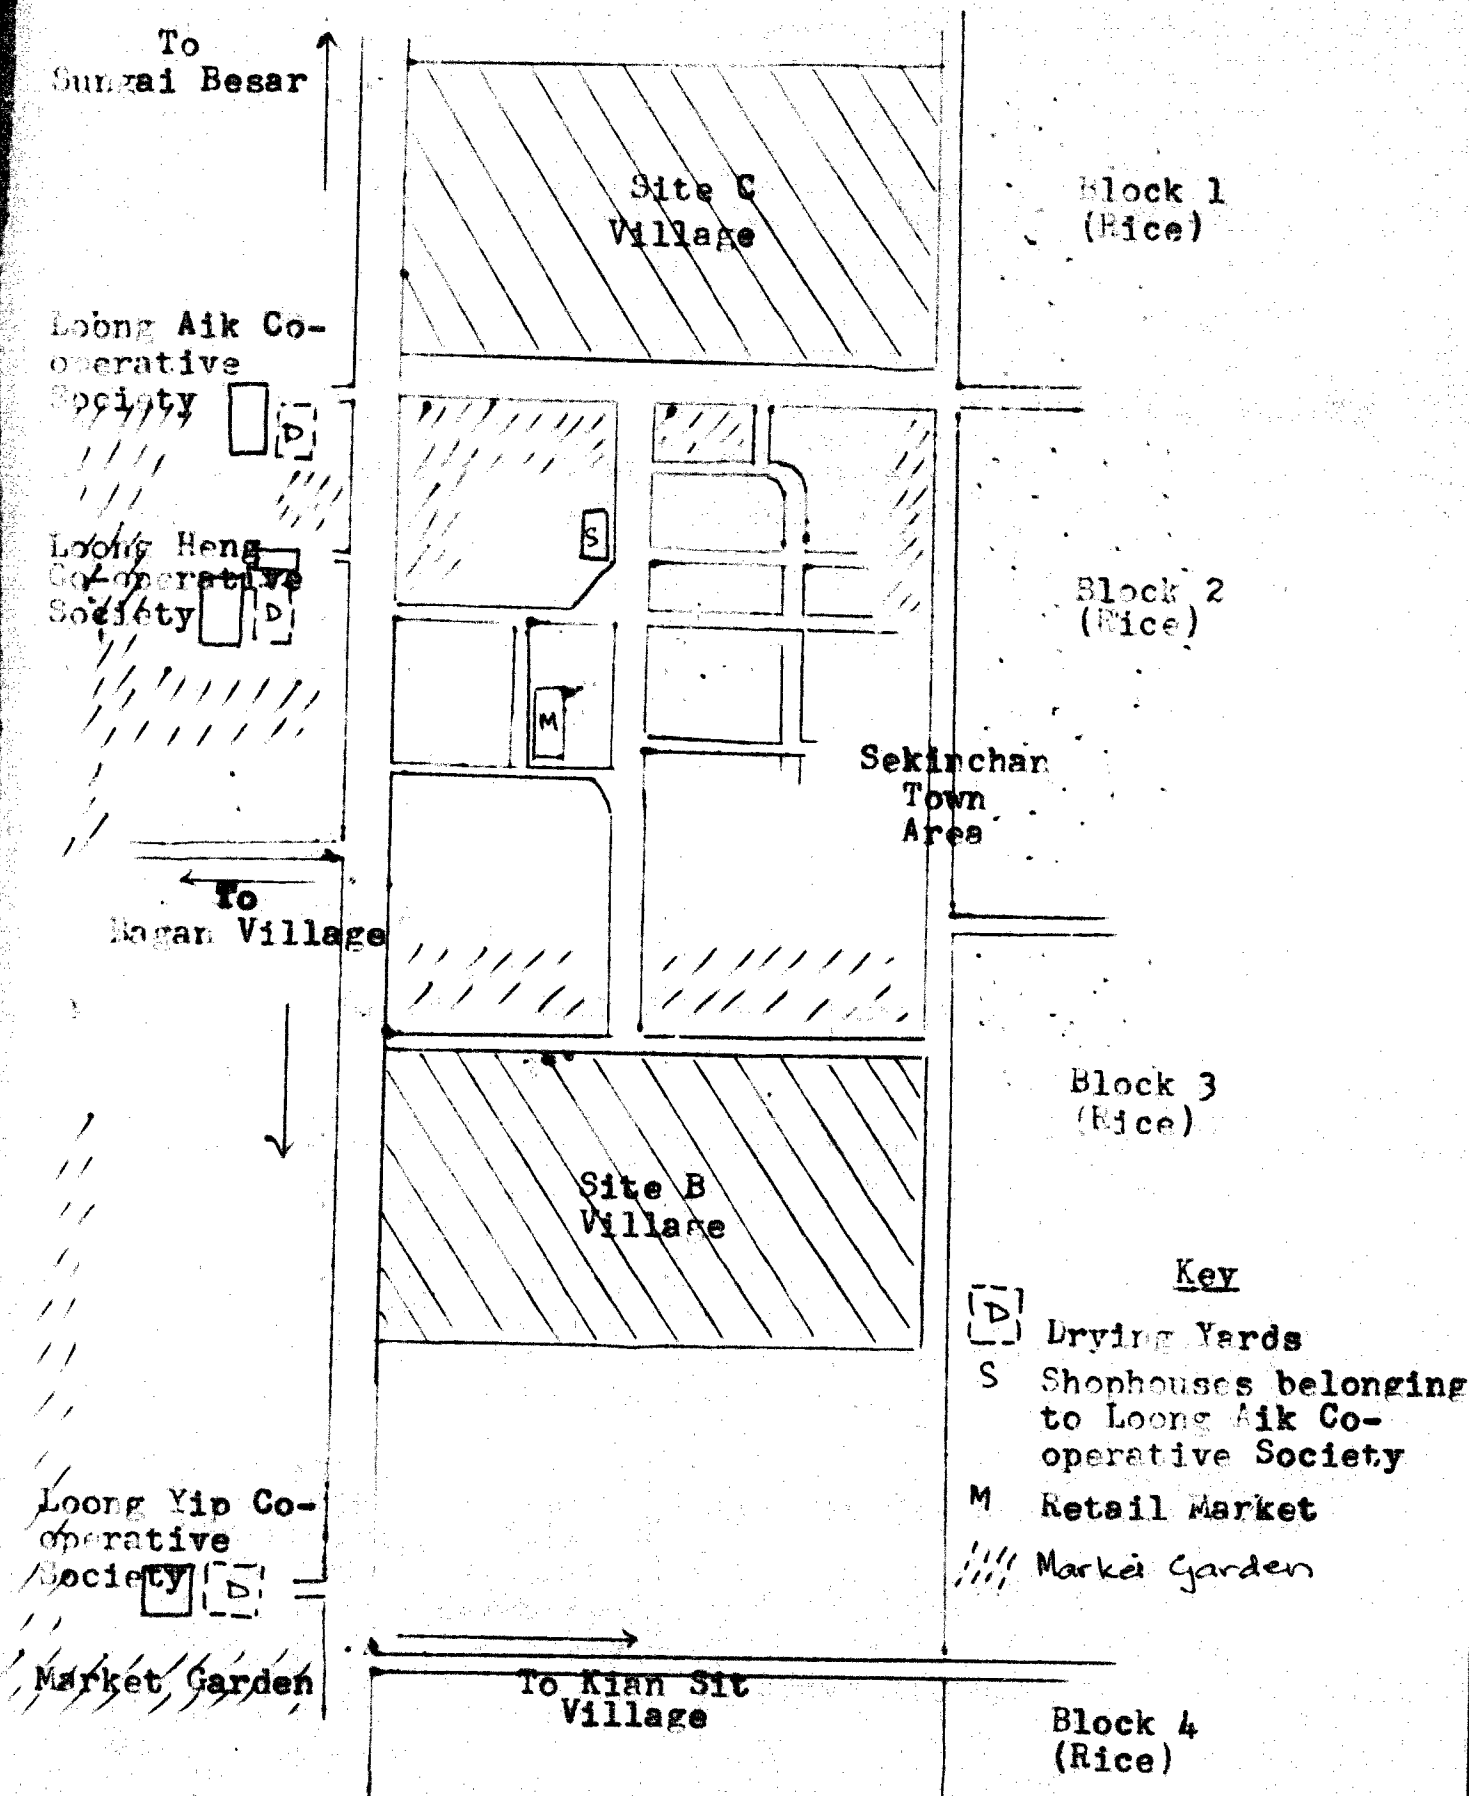 To
Sungai Besar
Site C
Village
Block 1
(Rice)
Loong Aik Co-
operative
Society
D
S
Loong Heng
Co-operative
Society
D
Block 2
(Rice)
M
Sekinchan
Town
Area
To
Bagan Village
Block 3
(Rice)
Site B
Village
Key
D
Drying Yards
S
Shophouses belonging
to Loong Aik Co-
operative Society
M
Retail Market
Market Garden
Loong Yip Co-
operative
Society
D
Market Garden
To Kian Sit
Village
Block 4
(Rice)